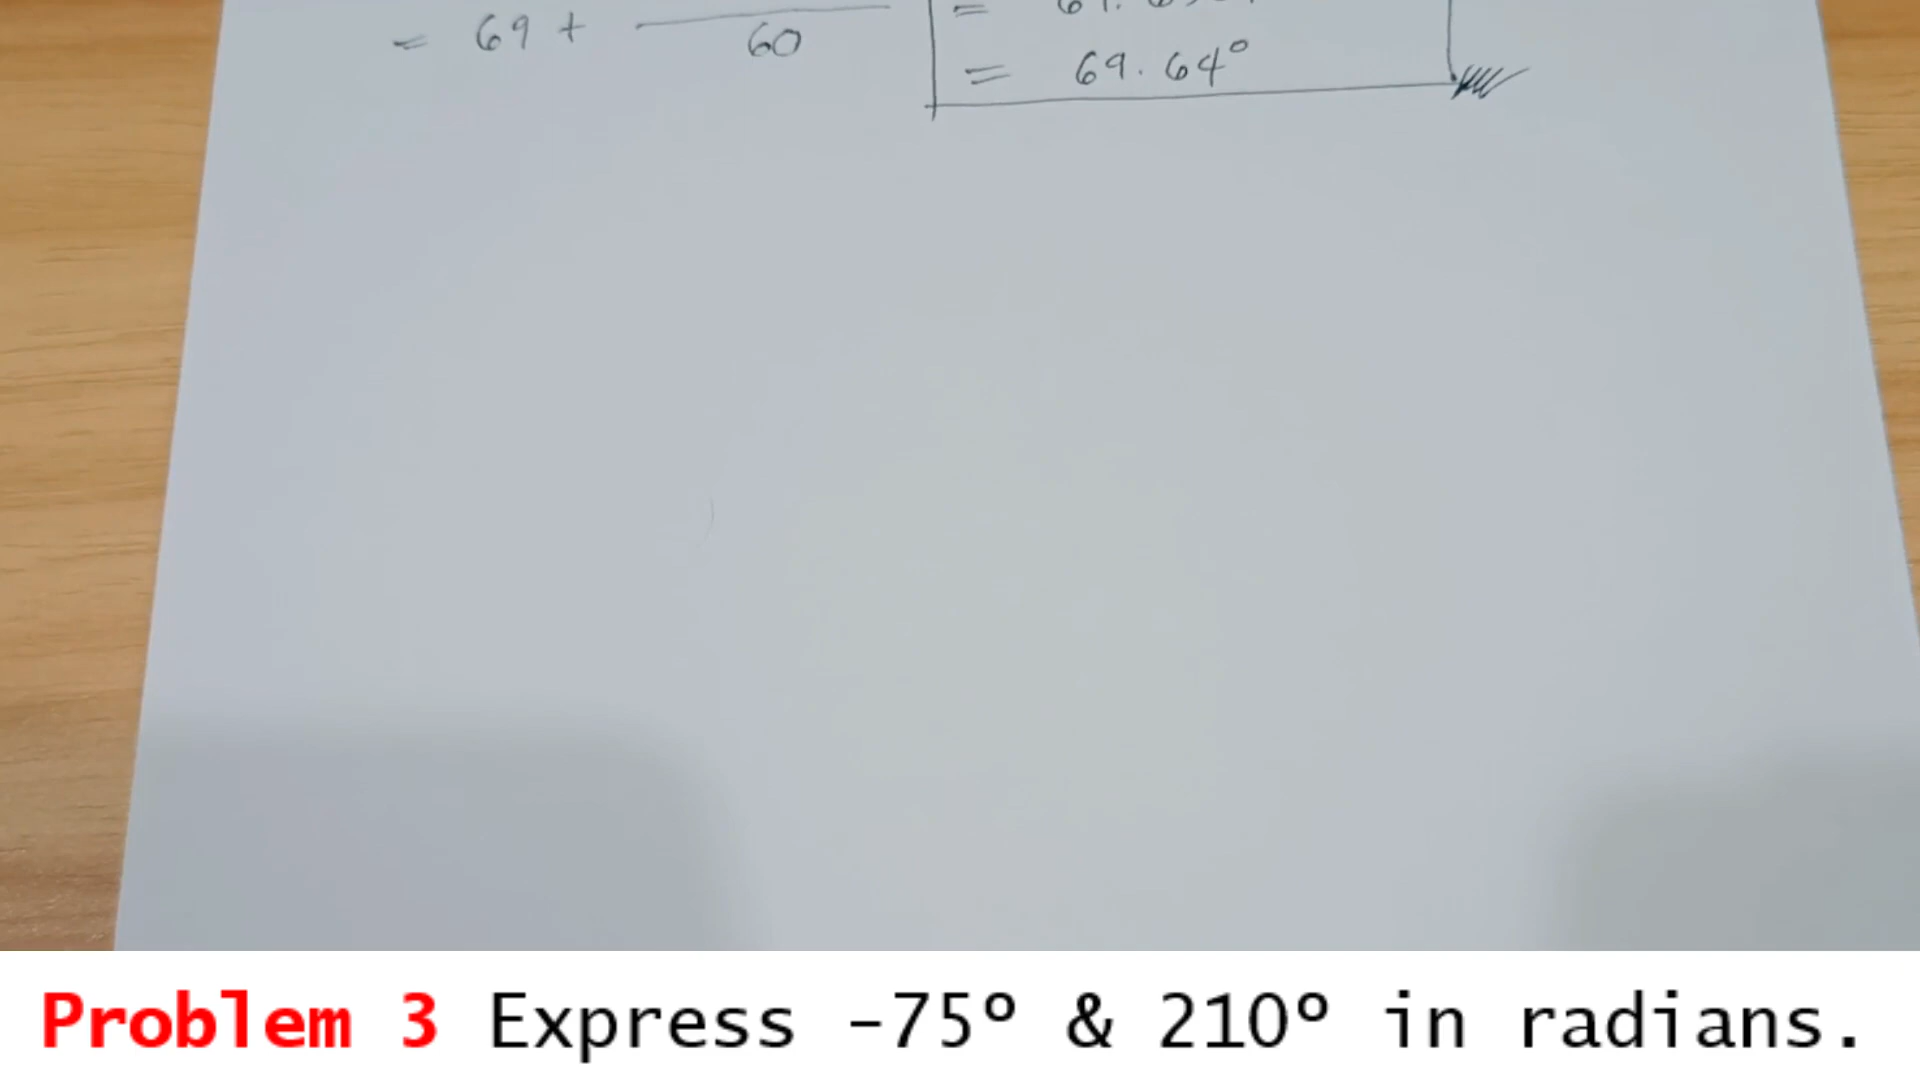 = 69 + 60
= 69.64°
Problem 3 Express -75° & 210° in radians.